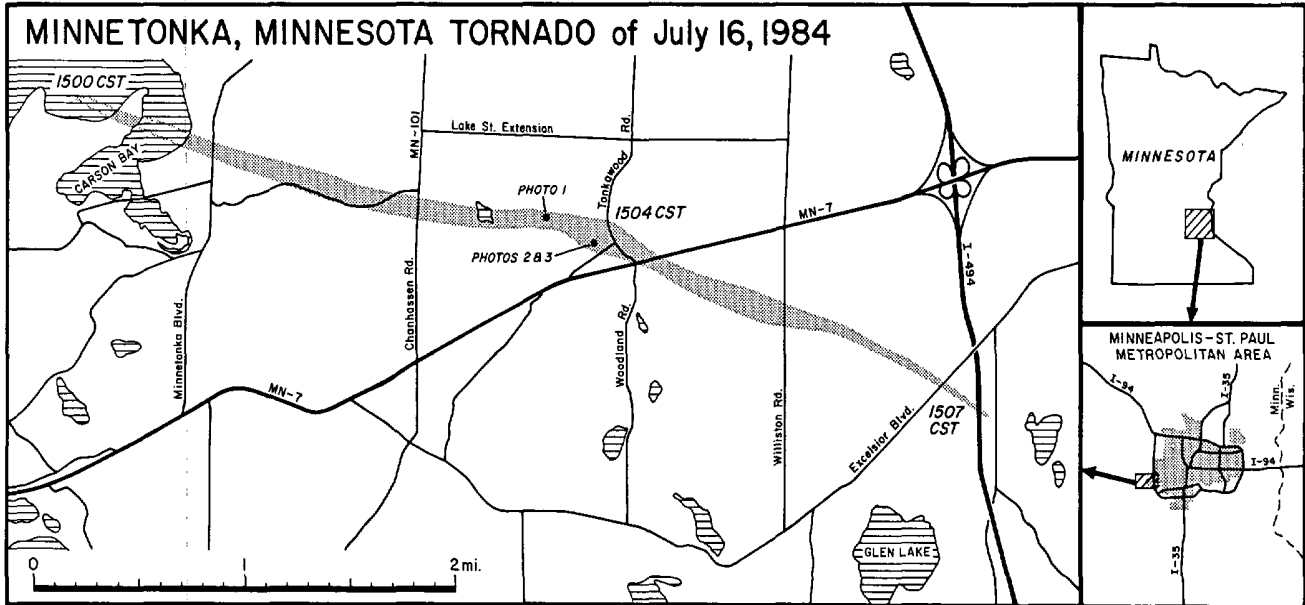 MINNETONKA, MINNESOTA TORNADO of July 16, 1984
1500 CST
CARSON BAY
MN-101
Lake St. Extension
Tonkawood Rd.
PHOTO 1
1504 CST
PHOTOS 2&3
MN-7
I-494
Minnetonka Blvd.
Chanhassen Rd.
Woodland Rd.
Williston Rd.
MN-7
Excelsior Blvd.
1507
CST
GLEN LAKE
0
1
2 mi.
MINNESOTA
MINNEAPOLIS-ST. PAUL
METROPOLITAN AREA
I-94
I-35
Minn.
Wis.
I-94
I-35